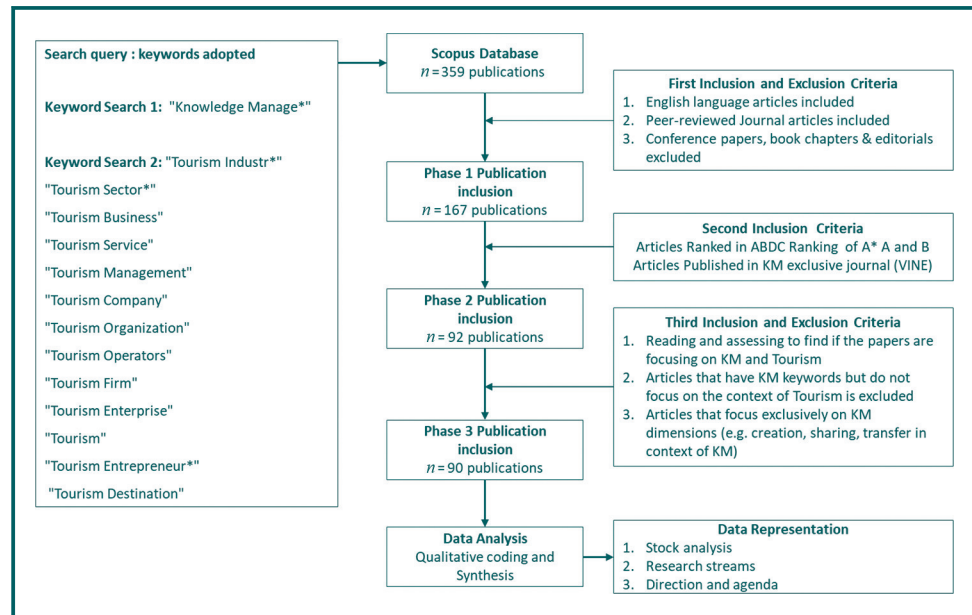 Search query : keywords adopted
Keyword Search 1:  "Knowledge Manage*"
Keyword Search 2: "Tourism Industr*"
"Tourism Sector*"
"Tourism Business"
"Tourism Service"
"Tourism Management"
"Tourism Company"
"Tourism Organization"
"Tourism Operators"
"Tourism Firm"
"Tourism Enterprise"
"Tourism"
"Tourism Entrepreneur*"
"Tourism Destination"
Scopus Database
n = 359 publications
First Inclusion and Exclusion Criteria
1. English language articles included
2. Peer-reviewed Journal articles included
3. Conference papers, book chapters & editorials
excluded
Phase 1 Publication
inclusion
n = 167 publications
Second Inclusion Criteria
Articles Ranked in ABDC Ranking of A* A and B
Articles Published in KM exclusive journal (VINE)
Phase 2 Publication
inclusion
n = 92 publications
Third Inclusion and Exclusion Criteria
1. Reading and assessing to find if the papers are
focusing on KM and Tourism
2. Articles that have KM keywords but do not
focus on the context of Tourism is excluded
3. Articles that focus exclusively on KM
dimensions (e.g. creation, sharing, transfer in
context of KM)
Phase 3 Publication
inclusion
n = 90 publications
Data Analysis
Qualitative coding and
Synthesis
Data Representation
1. Stock analysis
2. Research streams
3. Direction and agenda